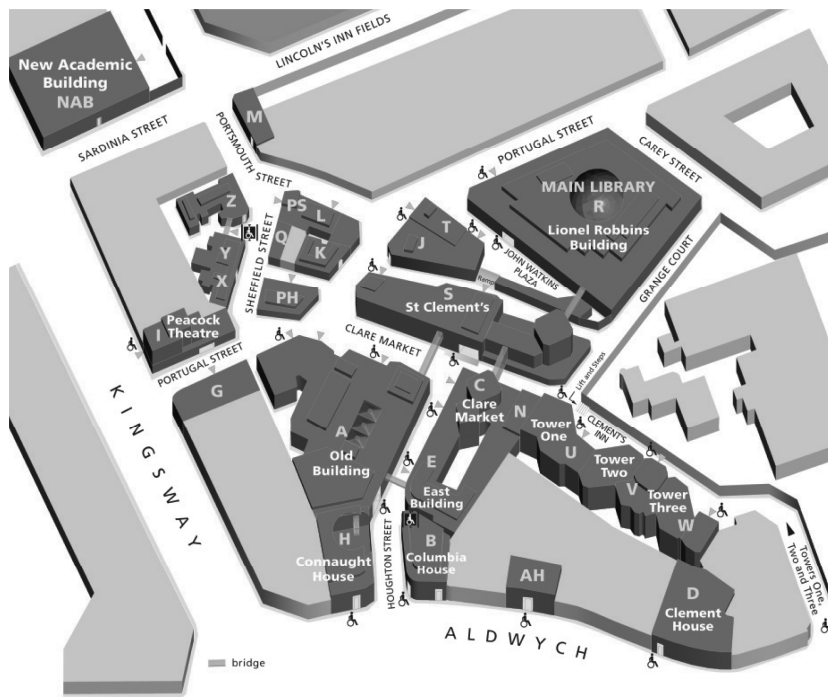 LINCOLN'S INN FIELDS
New Academic
Building
NAB
SARDINIA STREET
M
PORTSMOUTH STREET
PORTUGAL STREET
CAREY STREET
MAIN LIBRARY
R
Lionel Robbins
Building
Z
PS
L
Q
K
T
J
JOHN WATKINS
PLAZA
Ramp
GRANGE COURT
SHEFFIELD STREET
Y
X
PH
S
St Clement's
Peacock
Theatre
I
CLARE MARKET
PORTUGAL STREET
G
Lift and Steps
CLEMENT'S
INN
C
Clare
Market
N
Tower
One
U
Tower
Two
V
Tower
Three
W
A
Old
Building
E
East
Building
KINGSWAY
H
Connaught
House
HOUGHTON STREET
B
Columbia
House
AH
D
Clement
House
Towers One,
Two and Three
ALDWYCH
bridge